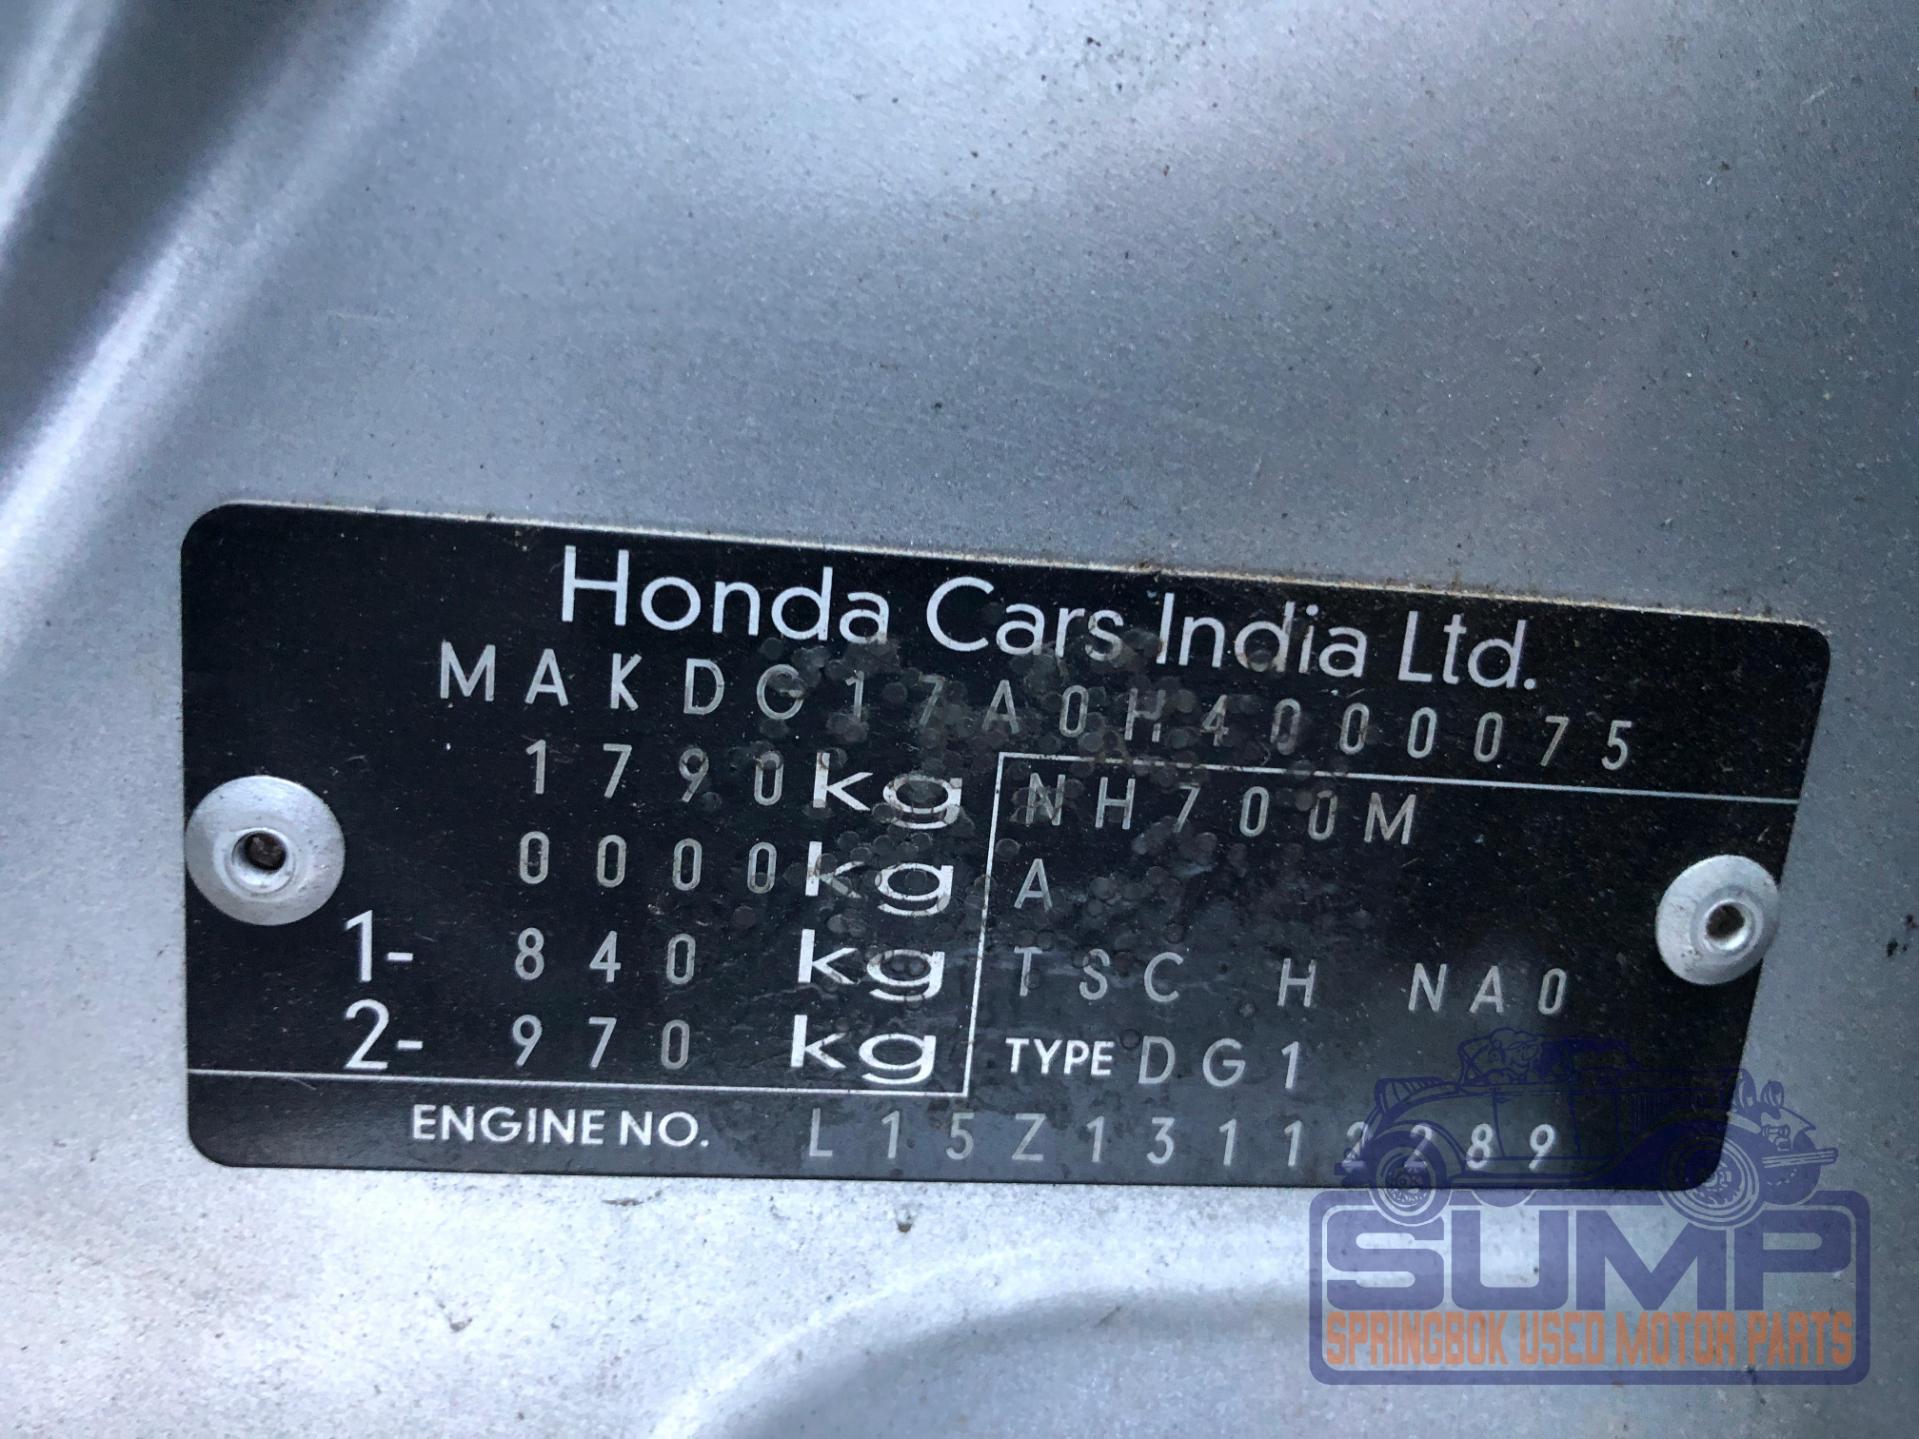 Honda Cars India Ltd.
MAKDG17A0H4000075
1790kg NH700M
0000kg A
1- 840 kg TSC H NA0
2- 970 kg TYPE DG1
ENGINE NO. L15Z13112289
SUMP
SPRINGBOK USED MOTOR PARTS